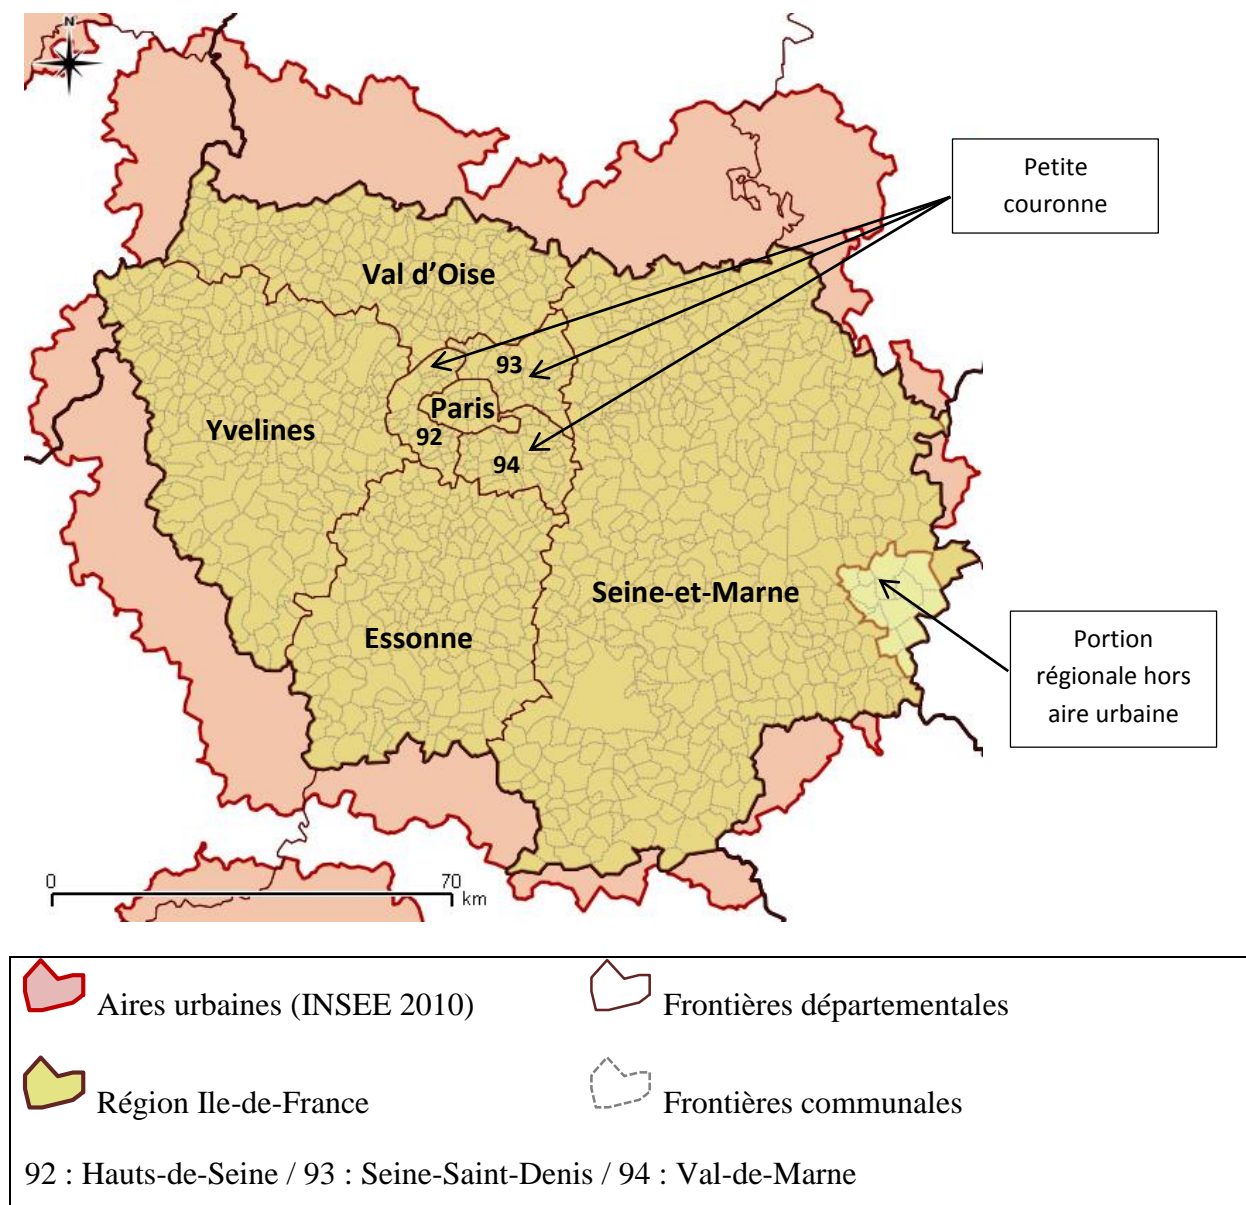 N
Petite
couronne
Val d’Oise
93
Paris
Yvelines
92
94
Seine-et-Marne
Essonne
Portion
régionale hors
aire urbaine
0 70
km
Aires urbaines (INSEE 2010)
Frontières départementales
Région Ile-de-France
Frontières communales
92 : Hauts-de-Seine / 93 : Seine-Saint-Denis / 94 : Val-de-Marne